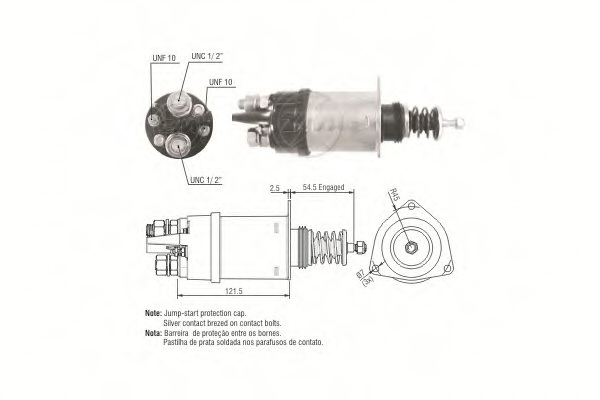 UNC 1/ 2"
UNF 10
UNF 10
UNC 1/ 2"
2.5
54.5 Engaged
R45
Ø7
(3x)
121.5
Note: Jump-start protection cap.
Silver contact brezed on contact bolts.
Nota: Barreira de proteção entre os bornes.
Pastilha de prata soldada nos parafusos de contato.